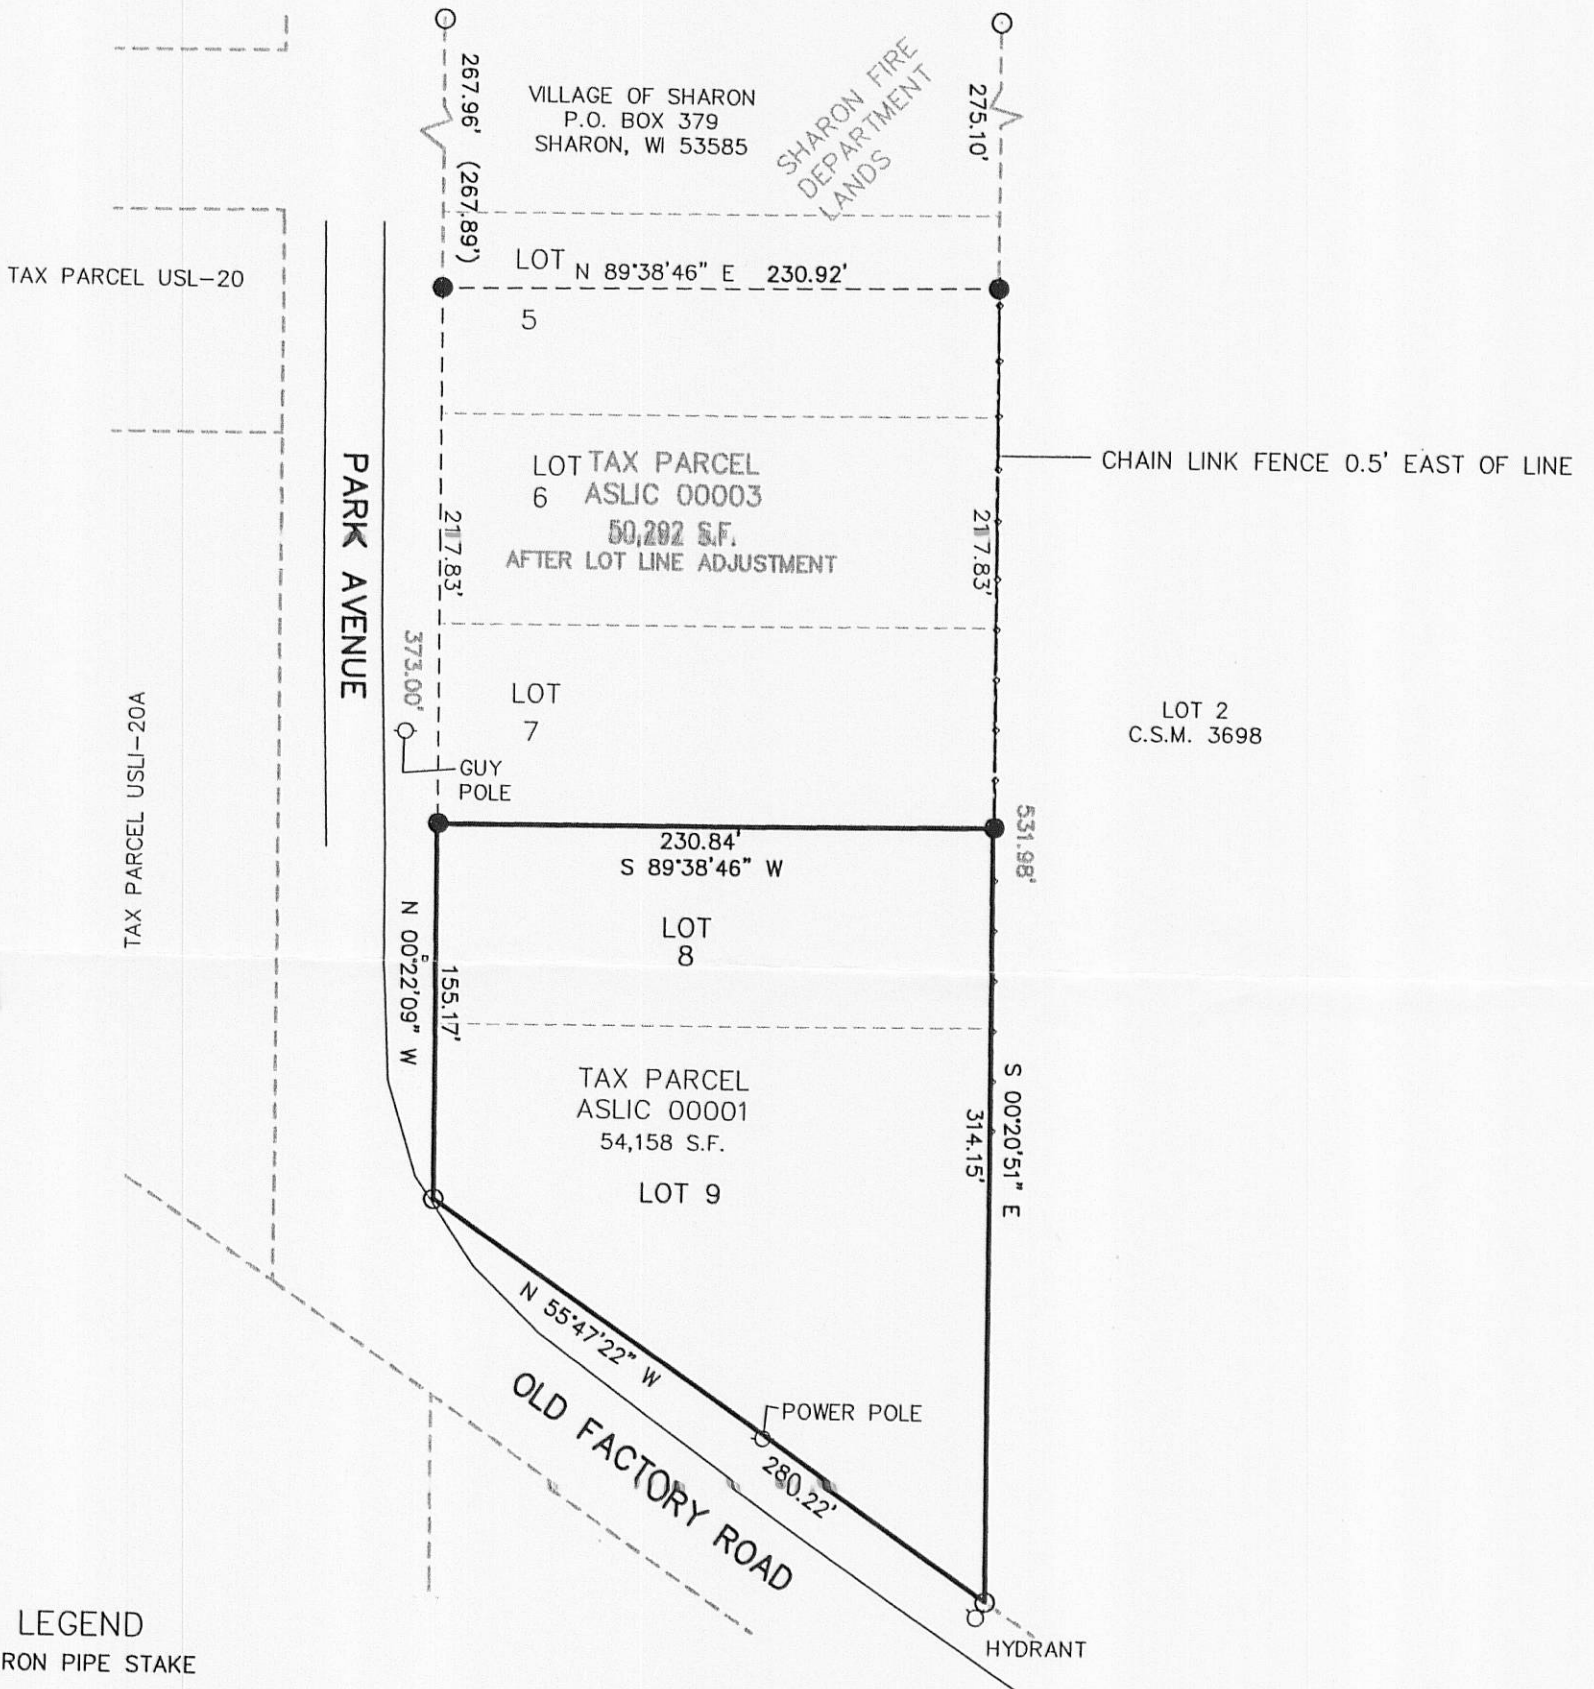 267.96' (267.89')
VILLAGE OF SHARON
P.O. BOX 379
SHARON, WI 53585
SHARON FIRE
DEPARTMENT
LANDS
275.10'
TAX PARCEL USL-20
LOT
5
N 89°38'46" E 230.92'
PARK AVENUE
LOT
6
TAX PARCEL
ASLIC 00003
50,292 S.F.
AFTER LOT LINE ADJUSTMENT
CHAIN LINK FENCE 0.5' EAST OF LINE
217.83'
217.83'
373.00'
LOT
7
LOT 2
C.S.M. 3698
TAX PARCEL USLI-20A
GUY
POLE
230.84'
S 89°38'46" W
531.98'
LOT
8
N 00°22'09" W
155.17'
TAX PARCEL
ASLIC 00001
54,158 S.F.
LOT 9
S 00°20'51" E
314.15'
N 55°47'22" W
280.22'
POWER POLE
OLD FACTORY ROAD
HYDRANT
LEGEND
RON PIPE STAKE